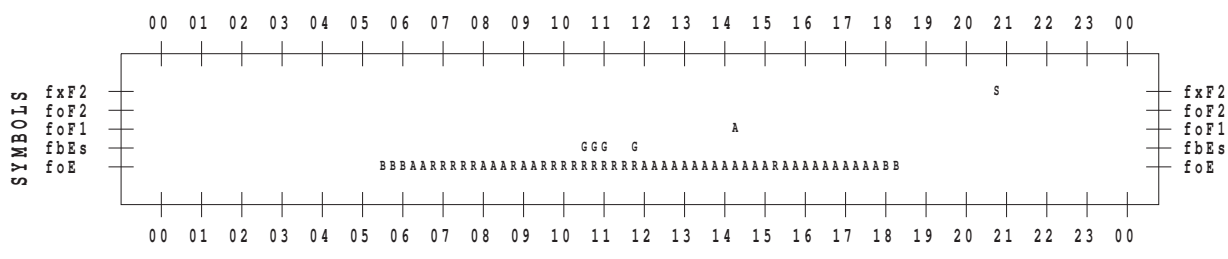 00 01 02 03 04 05 06 07 08 09 10 11 12 13 14 15 16 17 18 19 20 21 22 23 00
SYMBOLS
fxF2 S fxF2
foF2 foF2
foF1 A foF1
fbEs GGG G fbEs
foE BBBAARRRRRAAARAARRRRRRRRRRAAAAAAAAAAAAARAAAAAAAAAABB foE
00 01 02 03 04 05 06 07 08 09 10 11 12 13 14 15 16 17 18 19 20 21 22 23 00